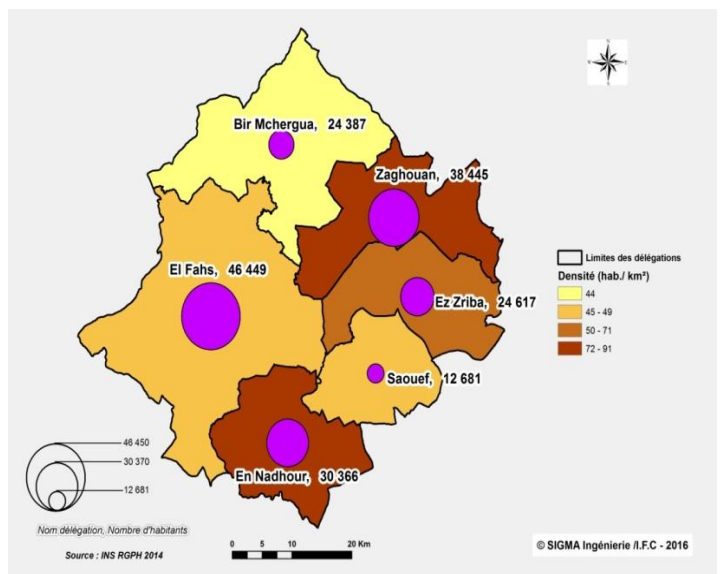 N
Bir Mchergua, 24 387
Zaghouan, 38 445
El Fahs, 46 449
Ez Zriba, 24 617
Saouef, 12 681
En Nadhour, 30 366
Limites des délégations
Densité (hab./ km²)
44
45 - 49
50 - 71
72 - 91
46 450
30 370
12 681
Nom délégation, Nombre d'habitants
Source : INS RGPH 2014
0 5 10 20 Km
© SIGMA Ingénierie /I.F.C - 2016